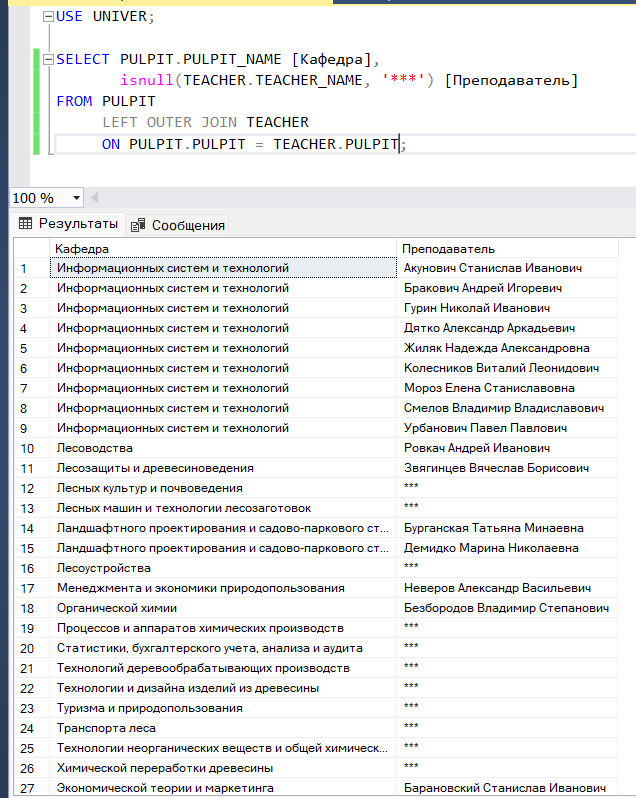 USE UNIVER;
SELECT PULPIT.PULPIT_NAME [Кафедра],
isnull(TEACHER.TEACHER_NAME, '***') [Преподаватель]
FROM PULPIT
LEFT OUTER JOIN TEACHER
ON PULPIT.PULPIT = TEACHER.PULPIT;
100 %
Результаты Сообщения
Кафедра Преподаватель
1 Информационных систем и технологий Акунович Станислав Иванович
2 Информационных систем и технологий Бракович Андрей Игоревич
3 Информационных систем и технологий Гурин Николай Иванович
4 Информационных систем и технологий Дятко Александр Аркадьевич
5 Информационных систем и технологий Жиляк Надежда Александровна
6 Информационных систем и технологий Колесников Виталий Леонидович
7 Информационных систем и технологий Мороз Елена Станиславовна
8 Информационных систем и технологий Смелов Владимир Владиславович
9 Информационных систем и технологий Урбанович Павел Павлович
10 Лесоводства Ровкач Андрей Иванович
11 Лесозащиты и древесиноведения Звягинцев Вячеслав Борисович
12 Лесных культур и почвоведения ***
13 Лесных машин и технологии лесозаготовок ***
14 Ландшафтного проектирования и садово-паркового ст... Бурганская Татьяна Минаевна
15 Ландшафтного проектирования и садово-паркового ст... Демидко Марина Николаевна
16 Лесоустройства ***
17 Менеджмента и экономики природопользования Неверов Александр Васильевич
18 Органической химии Безбородов Владимир Степанович
19 Процессов и аппаратов химических производств ***
20 Статистики, бухгалтерского учета, анализа и аудита ***
21 Технологий деревообрабатывающих производств ***
22 Технологии и дизайна изделий из древесины ***
23 Туризма и природопользования ***
24 Транспорта леса ***
25 Технологии неорганических веществ и общей химическ... ***
26 Химической переработки древесины ***
27 Экономической теории и маркетинга Барановский Станислав Иванович